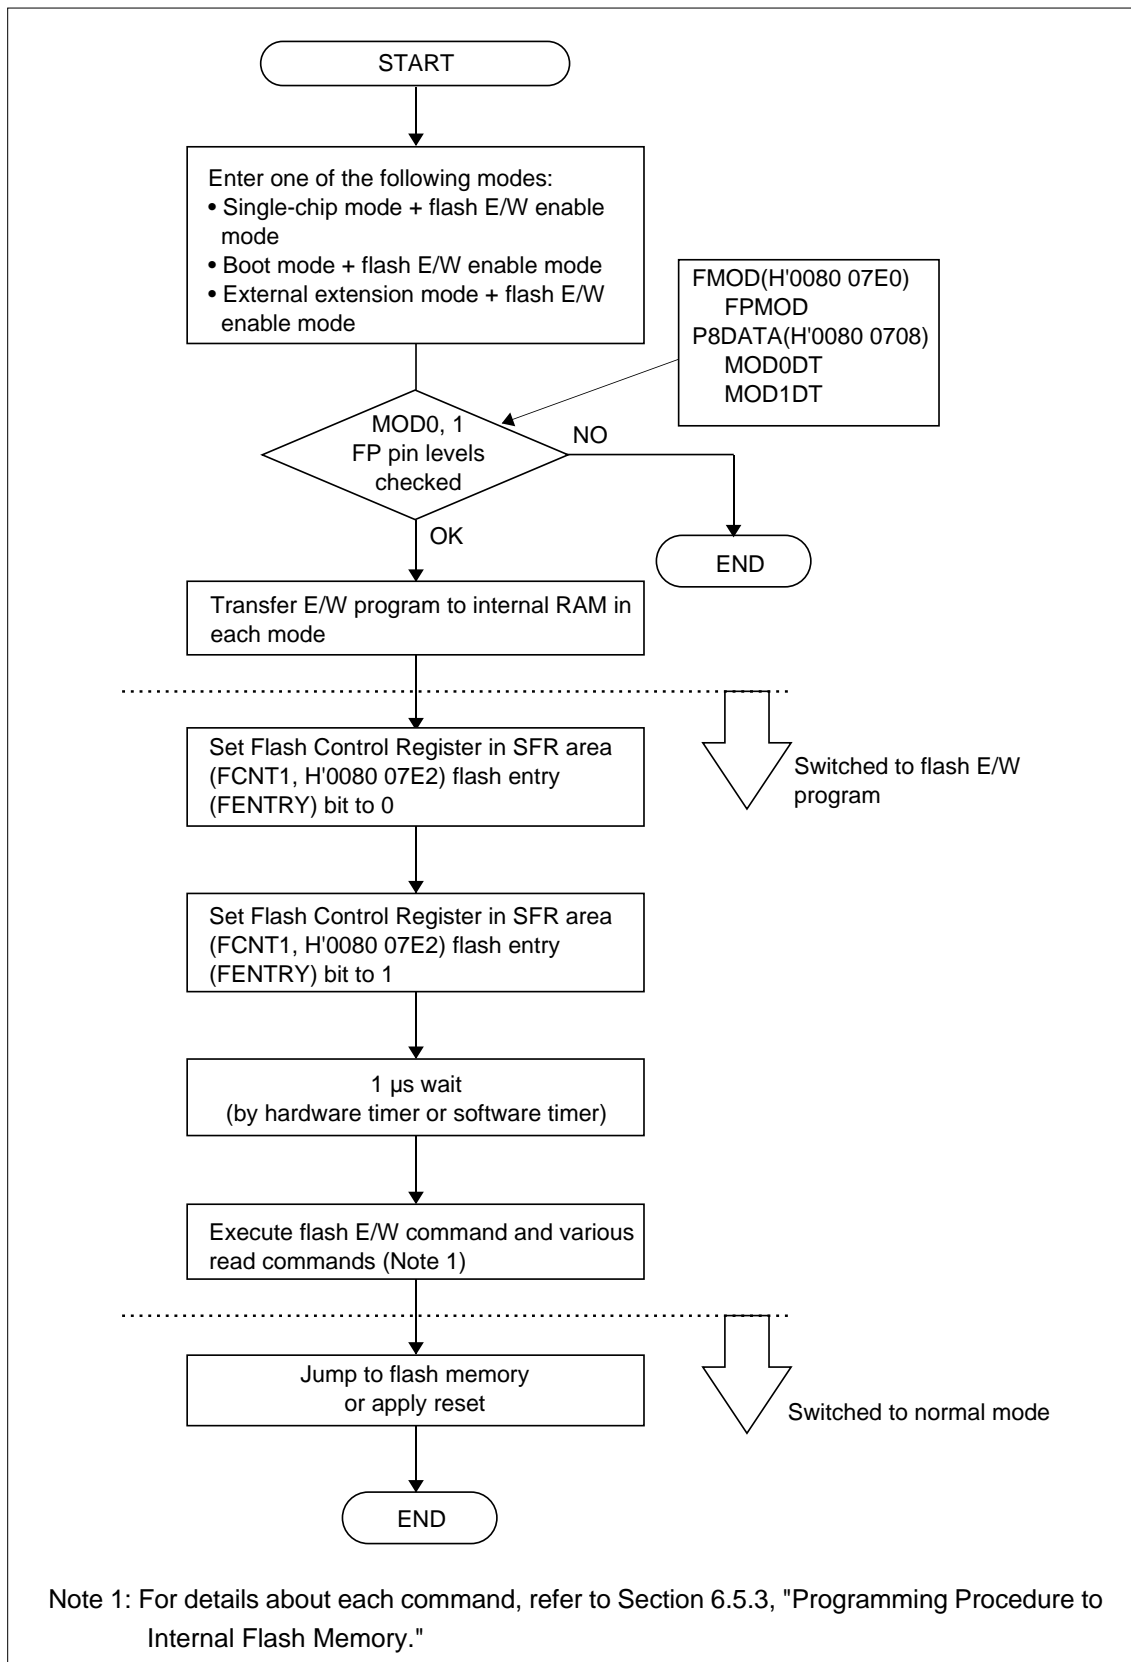 START
Enter one of the following modes:
• Single-chip mode + flash E/W enable
mode
• Boot mode + flash E/W enable mode
• External extension mode + flash E/W
enable mode
FMOD(H'0080 07E0)
FPMOD
P8DATA(H'0080 0708)
MOD0DT
MOD1DT
MOD0, 1
FP pin levels
checked
NO
OK
END
Transfer E/W program to internal RAM in
each mode
Set Flash Control Register in SFR area
(FCNT1, H'0080 07E2) flash entry
(FENTRY) bit to 0
Switched to flash E/W
program
Set Flash Control Register in SFR area
(FCNT1, H'0080 07E2) flash entry
(FENTRY) bit to 1
1 µs wait
(by hardware timer or software timer)
Execute flash E/W command and various
read commands (Note 1)
Jump to flash memory
or apply reset
Switched to normal mode
END
Note 1: For details about each command, refer to Section 6.5.3, "Programming Procedure to
Internal Flash Memory."